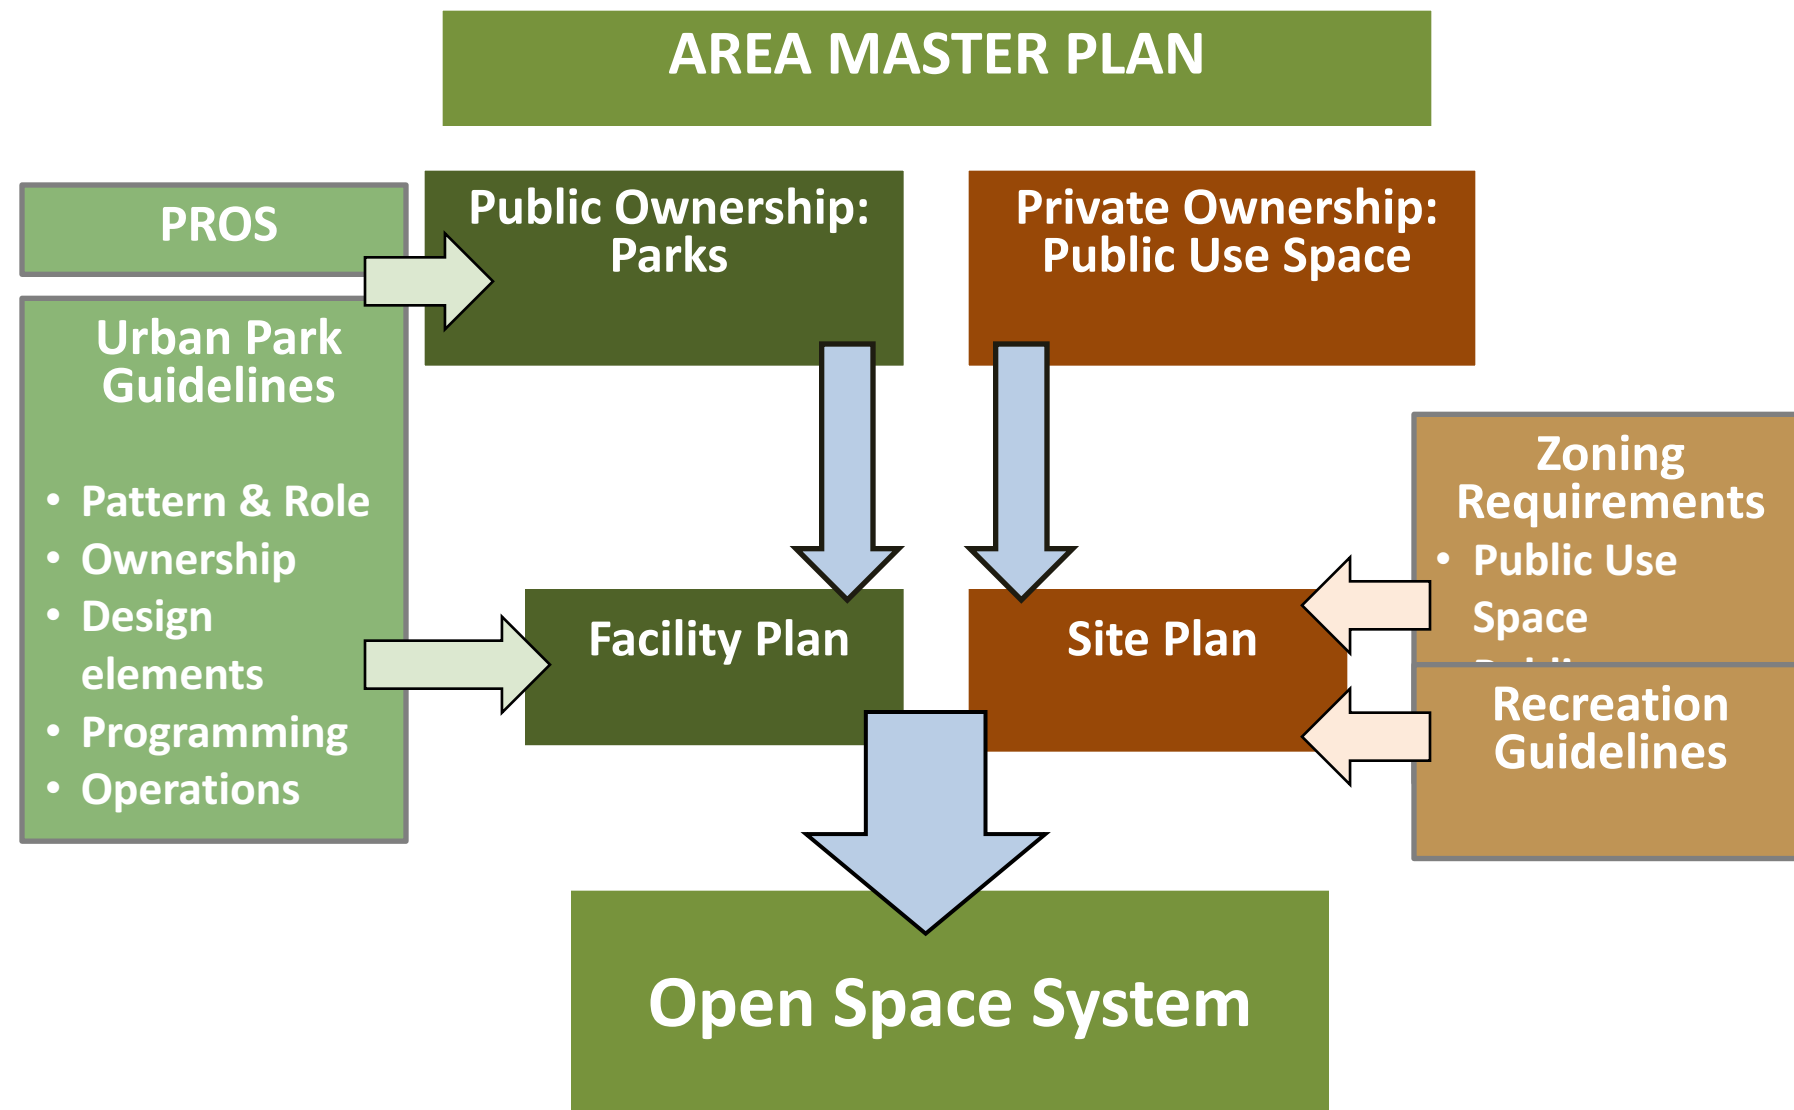 AREA MASTER PLAN
PROS
Public Ownership:
Parks
Private Ownership:
Public Use Space
Urban Park
Guidelines
• Pattern & Role
• Ownership
• Design
elements
• Programming
• Operations
Zoning
Requirements
• Public Use
Space
Facility Plan
Site Plan
Recreation
Guidelines
Open Space System